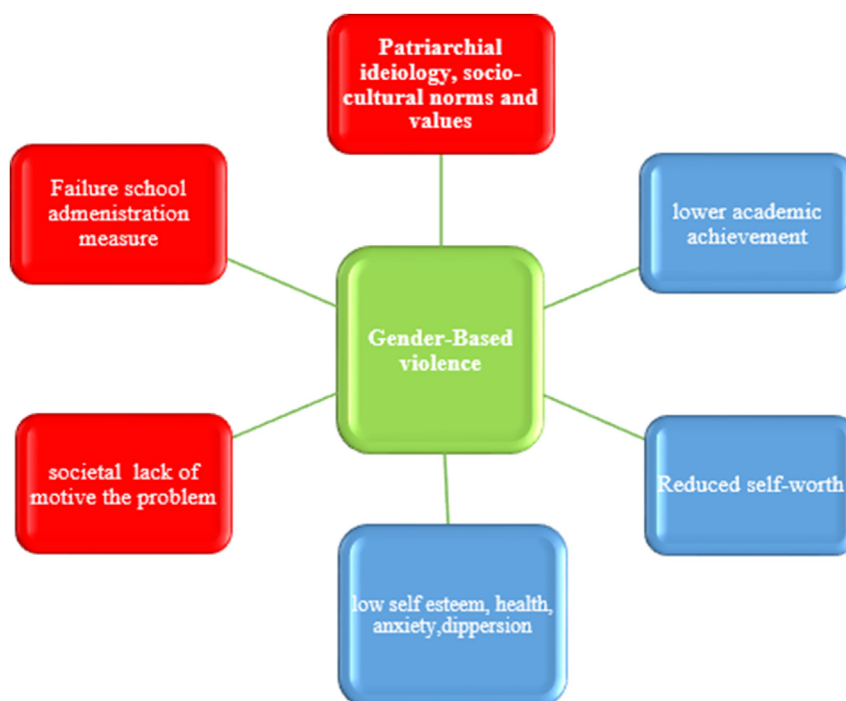 Patriarchial
ideiology, socio-
cultural norms and
values
Failure school
admenistration
measure
lower academic
achievement
Gender-Based
violence
societal lack of
motive the problem
Reduced self-worth
low self esteem, health,
anxiety,dippersion